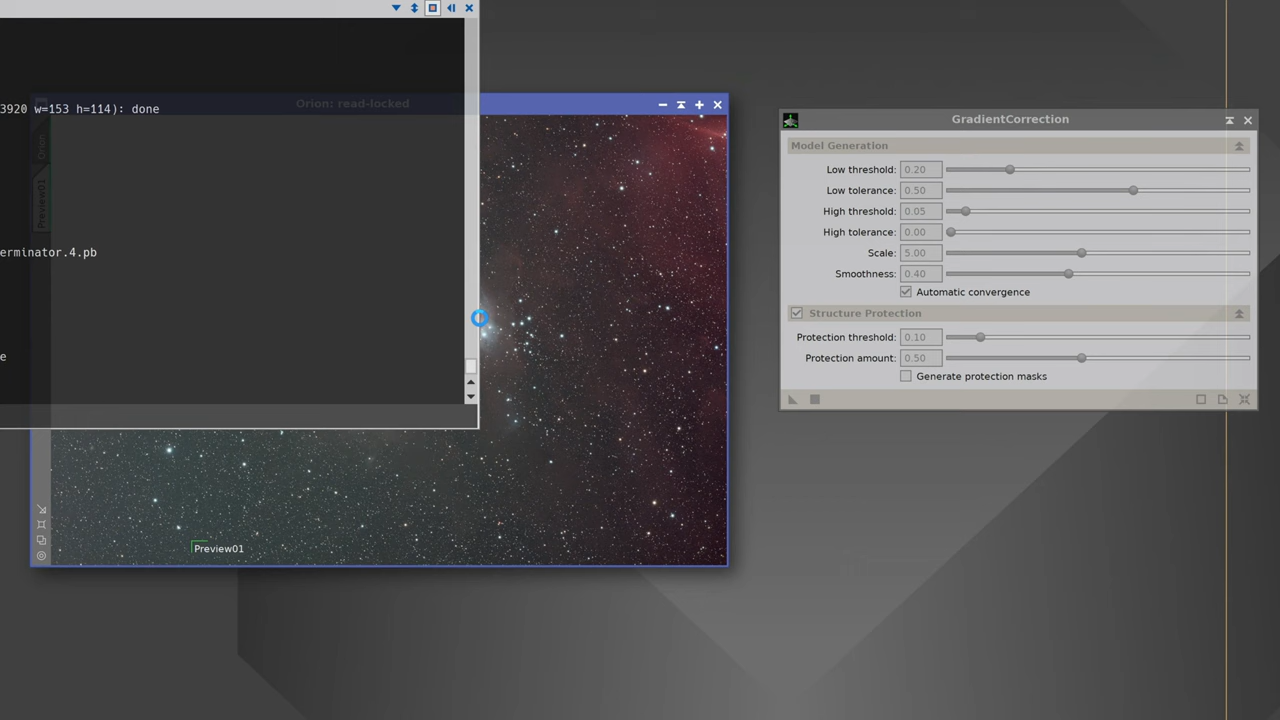 3920 w=153 h=114): done
Orion: read-locked
Orion
Preview01
erminator.4.pb
e
Preview01
GradientCorrection
Model Generation
Low threshold: 0.20
Low tolerance: 0.50
High threshold: 0.05
High tolerance: 0.00
Scale: 5.00
Smoothness: 0.40
Automatic convergence
Structure Protection
Protection threshold: 0.10
Protection amount: 0.50
Generate protection masks